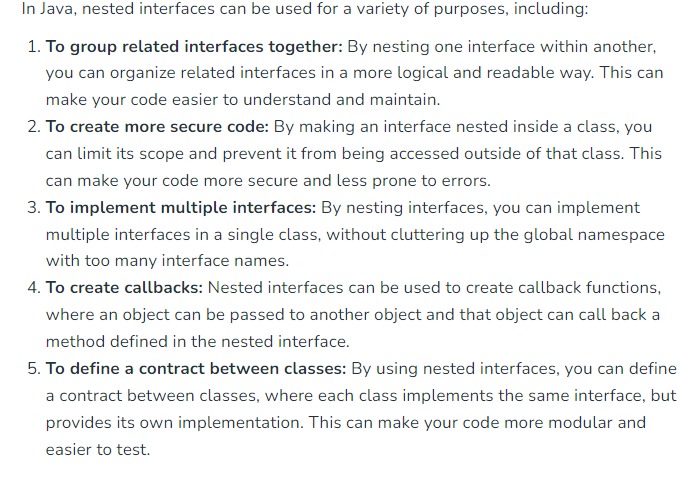 In Java, nested interfaces can be used for a variety of purposes, including:
1. To group related interfaces together: By nesting one interface within another,
you can organize related interfaces in a more logical and readable way. This can
make your code easier to understand and maintain.
2. To create more secure code: By making an interface nested inside a class, you
can limit its scope and prevent it from being accessed outside of that class. This
can make your code more secure and less prone to errors.
3. To implement multiple interfaces: By nesting interfaces, you can implement
multiple interfaces in a single class, without cluttering up the global namespace
with too many interface names.
4. To create callbacks: Nested interfaces can be used to create callback functions,
where an object can be passed to another object and that object can call back a
method defined in the nested interface.
5. To define a contract between classes: By using nested interfaces, you can define
a contract between classes, where each class implements the same interface, but
provides its own implementation. This can make your code more modular and
easier to test.